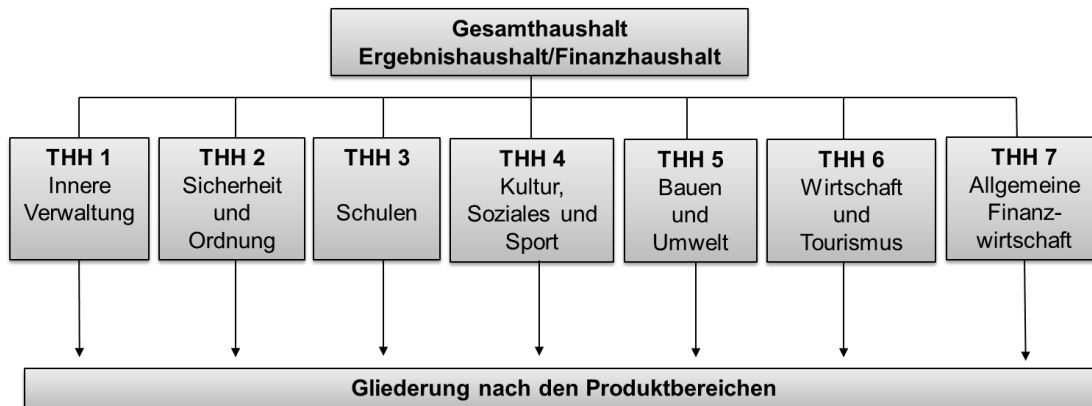 Gesamthaushalt
Ergebnishaushalt/Finanzhaushalt
THH 1
Innere
Verwaltung
THH 2
Sicherheit
und
Ordnung
THH 3
Schulen
THH 4
Kultur,
Soziales und
Sport
THH 5
Bauen
und
Umwelt
THH 6
Wirtschaft
und
Tourismus
THH 7
Allgemeine
Finanz-
wirtschaft
Gliederung nach den Produktbereichen